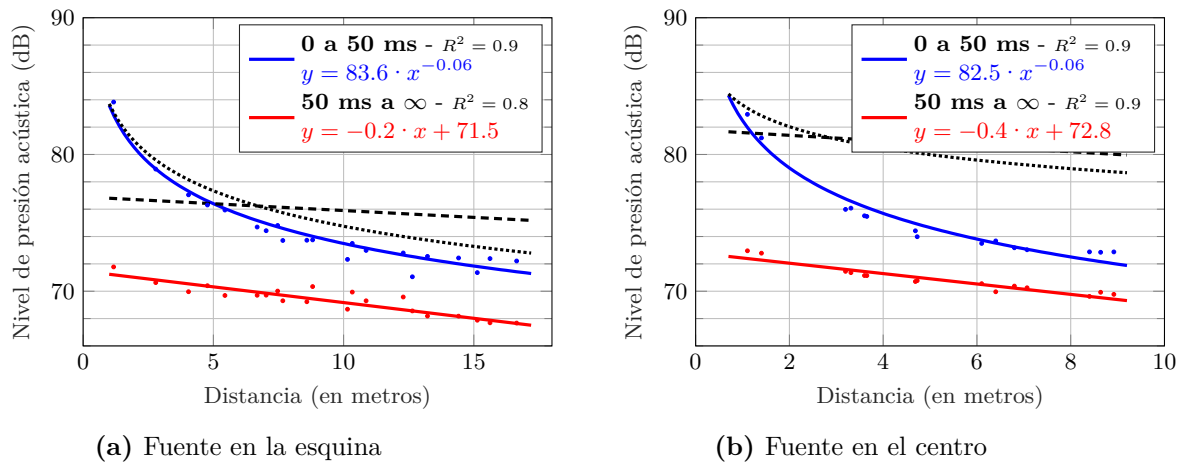 90
80
70
0
5
10
15
Nivel de presión acústica (dB)
Distancia (en metros)
0 a 50 ms - R² = 0.9
y = 83.6 · x^−0.06
50 ms a ∞ - R² = 0.8
y = −0.2 · x + 71.5
(a) Fuente en la esquina
90
80
70
0
2
4
6
8
10
Nivel de presión acústica (dB)
Distancia (en metros)
0 a 50 ms - R² = 0.9
y = 82.5 · x^−0.06
50 ms a ∞ - R² = 0.9
y = −0.4 · x + 72.8
(b) Fuente en el centro